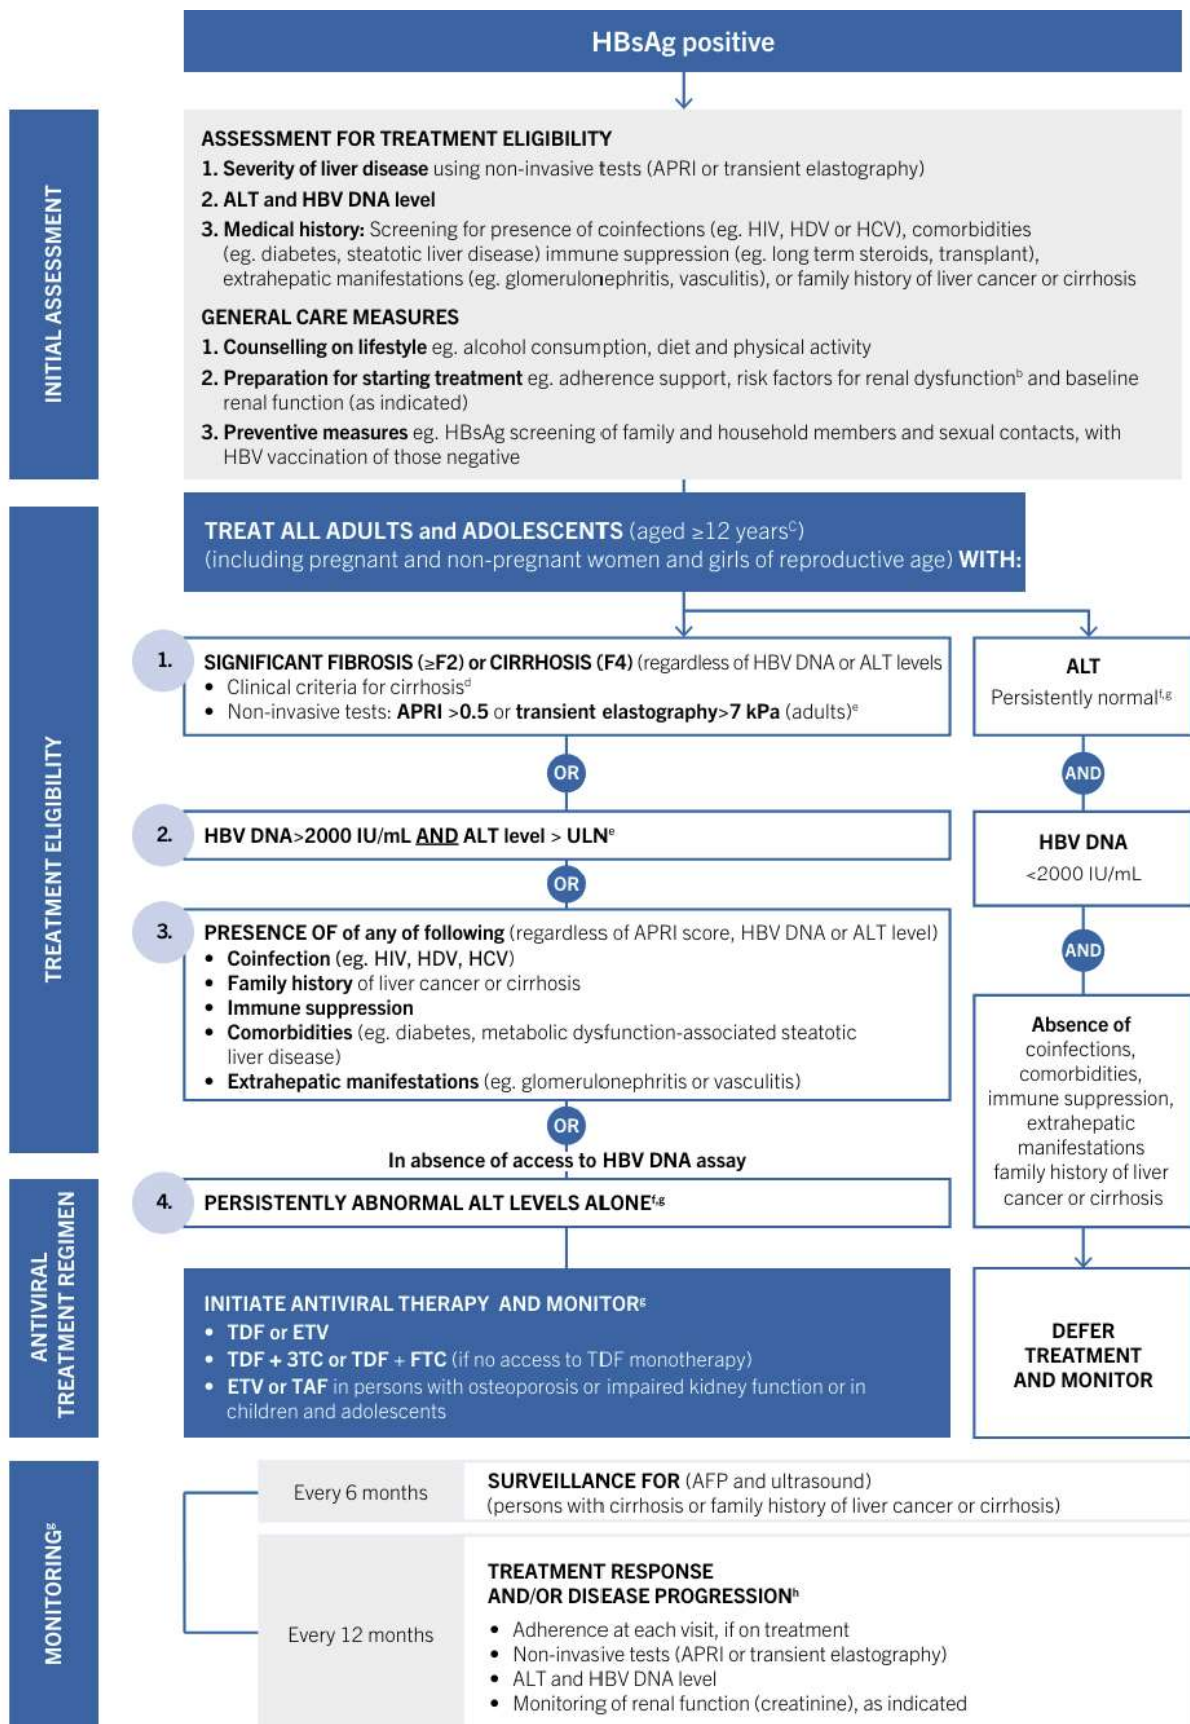 HBsAg positive
INITIAL ASSESSMENT
ASSESSMENT FOR TREATMENT ELIGIBILITY
1. Severity of liver disease using non-invasive tests (APRI or transient elastography)
2. ALT and HBV DNA level
3. Medical history: Screening for presence of coinfections (eg. HIV, HDV or HCV), comorbidities
(eg. diabetes, steatotic liver disease) immune suppression (eg. long term steroids, transplant),
extrahepatic manifestations (eg. glomerulonephritis, vasculitis), or family history of liver cancer or cirrhosis
GENERAL CARE MEASURES
1. Counselling on lifestyle eg. alcohol consumption, diet and physical activity
2. Preparation for starting treatment eg. adherence support, risk factors for renal dysfunctionᵇ and baseline
renal function (as indicated)
3. Preventive measures eg. HBsAg screening of family and household members and sexual contacts, with
HBV vaccination of those negative
TREATMENT ELIGIBILITY
TREAT ALL ADULTS and ADOLESCENTS (aged ≥12 yearsᶜ)
(including pregnant and non-pregnant women and girls of reproductive age) WITH:
1.
SIGNIFICANT FIBROSIS (≥F2) or CIRRHOSIS (F4) (regardless of HBV DNA or ALT levels
• Clinical criteria for cirrhosisᵈ
• Non-invasive tests: APRI >0.5 or transient elastography>7 kPa (adults)ᵉ
OR
2.
HBV DNA>2000 IU/mL AND ALT level > ULNᵉ
OR
3.
PRESENCE OF of any of following (regardless of APRI score, HBV DNA or ALT level)
• Coinfection (eg. HIV, HDV, HCV)
• Family history of liver cancer or cirrhosis
• Immune suppression
• Comorbidities (eg. diabetes, metabolic dysfunction-associated steatotic
liver disease)
• Extrahepatic manifestations (eg. glomerulonephritis or vasculitis)
OR
In absence of access to HBV DNA assay
4.
PERSISTENTLY ABNORMAL ALT LEVELS ALONEᶠ,ᵍ
ALT
Persistently normalᶠ,ᵍ
AND
HBV DNA
<2000 IU/mL
AND
Absence of
coinfections,
comorbidities,
immune suppression,
extrahepatic
manifestations
family history of liver
cancer or cirrhosis
ANTIVIRAL
TREATMENT REGIMEN
INITIATE ANTIVIRAL THERAPY AND MONITORᵍ
• TDF or ETV
• TDF + 3TC or TDF + FTC (if no access to TDF monotherapy)
• ETV or TAF in persons with osteoporosis or impaired kidney function or in
children and adolescents
DEFER
TREATMENT
AND MONITOR
MONITORINGᵍ
Every 6 months
SURVEILLANCE FOR (AFP and ultrasound)
(persons with cirrhosis or family history of liver cancer or cirrhosis)
Every 12 months
TREATMENT RESPONSE
AND/OR DISEASE PROGRESSIONʰ
• Adherence at each visit, if on treatment
• Non-invasive tests (APRI or transient elastography)
• ALT and HBV DNA level
• Monitoring of renal function (creatinine), as indicated